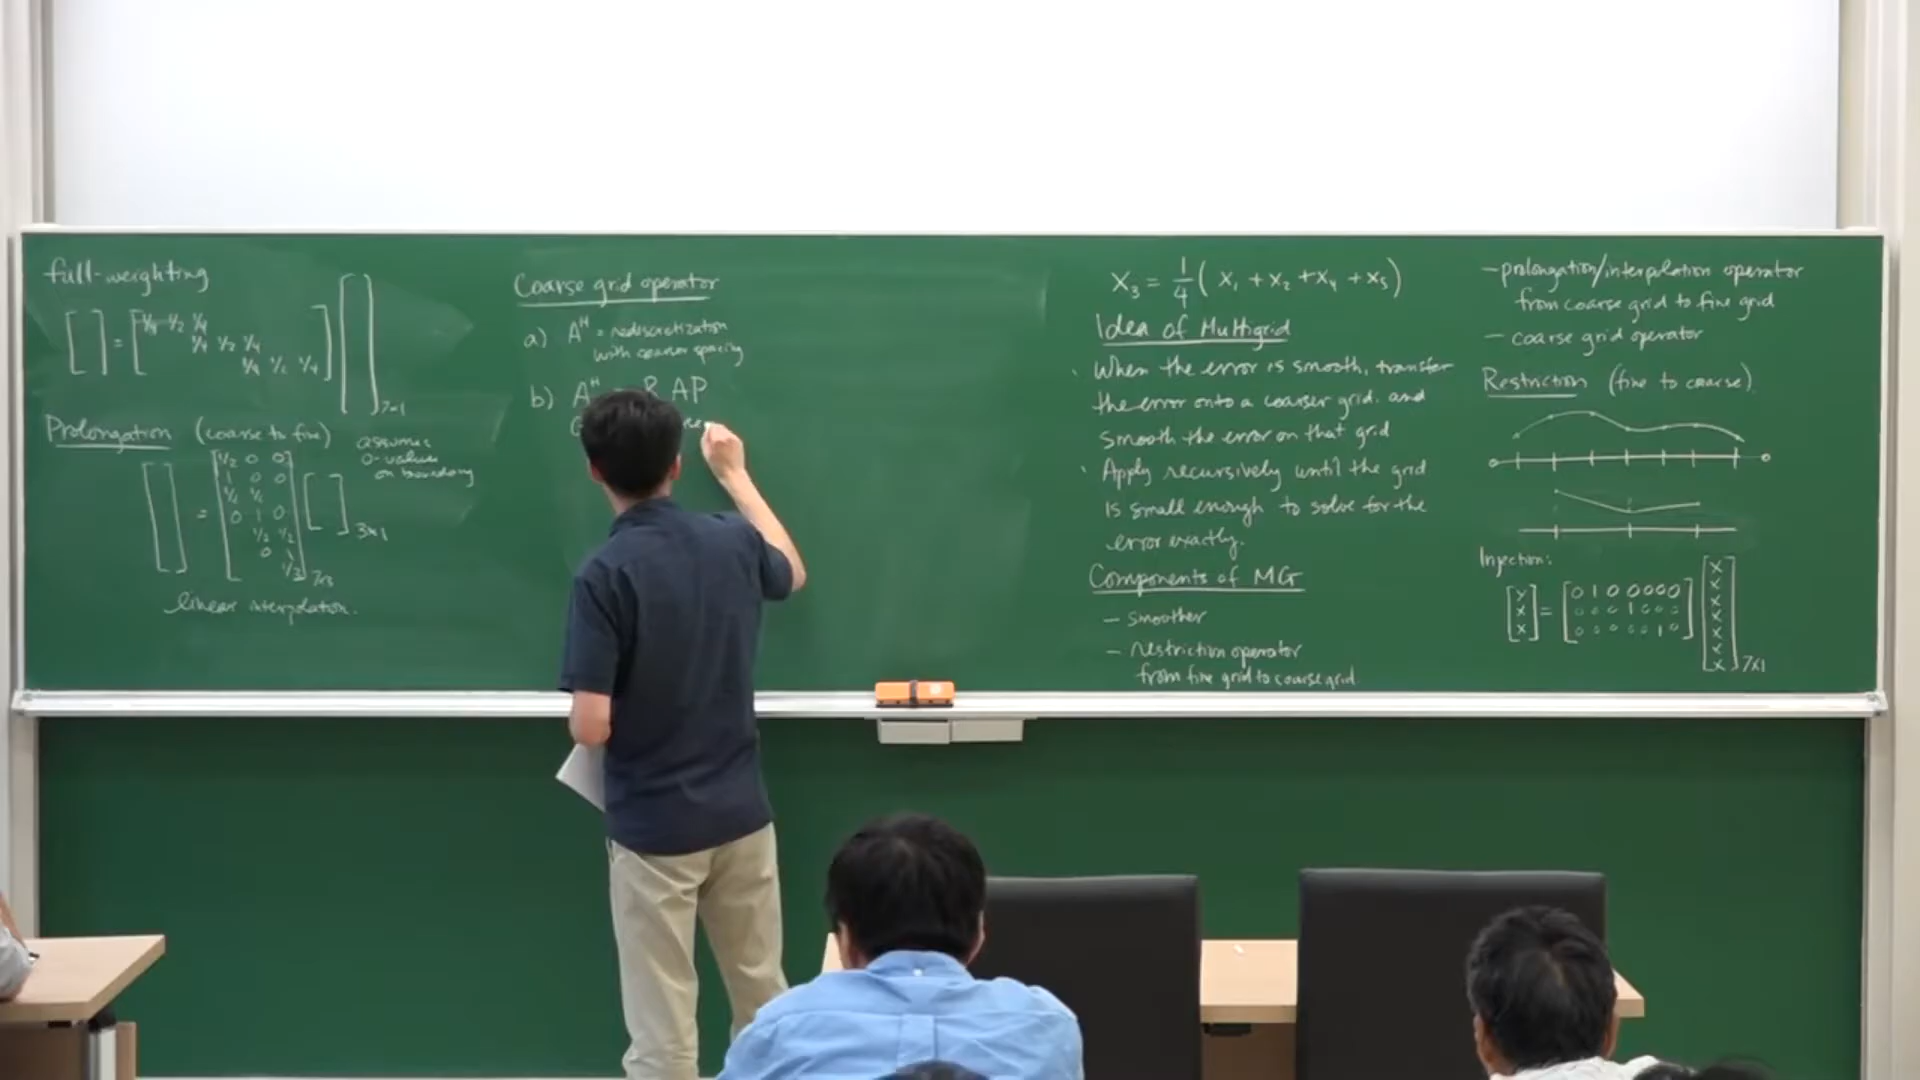 full-weighting
[ ] = [ 1/4 1/2 1/4
1/4 1/2 1/4
1/4 1/2 1/4 ] [ ] 7×1
Prolongation (coarse to fine)
assumes
0-values
on boundary
[ ] = [ 1/2 0 0
1 0 0
1/2 1/2
0 1 0
1/2 1/2
0 1
1/2 ] 7×3 [ ] 3×1
linear interpolation.
Coarse grid operator
a) A^H = rediscretization
with coarser spacing
b) A^H = R A P
X₃ = 1/4 ( X₁ + X₂ + X₄ + X₅ )
Idea of Multigrid
· When the error is smooth, transfer
the error onto a coarser grid, and
smooth the error on that grid
· Apply recursively until the grid
is small enough to solve for the
error exactly.
Components of MG
– smoother
– restriction operator
from fine grid to coarse grid
– prolongation/interpolation operator
from coarse grid to fine grid
– coarse grid operator
Restriction (fine to coarse)
Injection:
[ x
x
x ] = [ 0 1 0 0 0 0 0
0 0 0 1 0 0 0
0 0 0 0 0 1 0 ] [ x
x
x
x
x
x
x ] 7×1